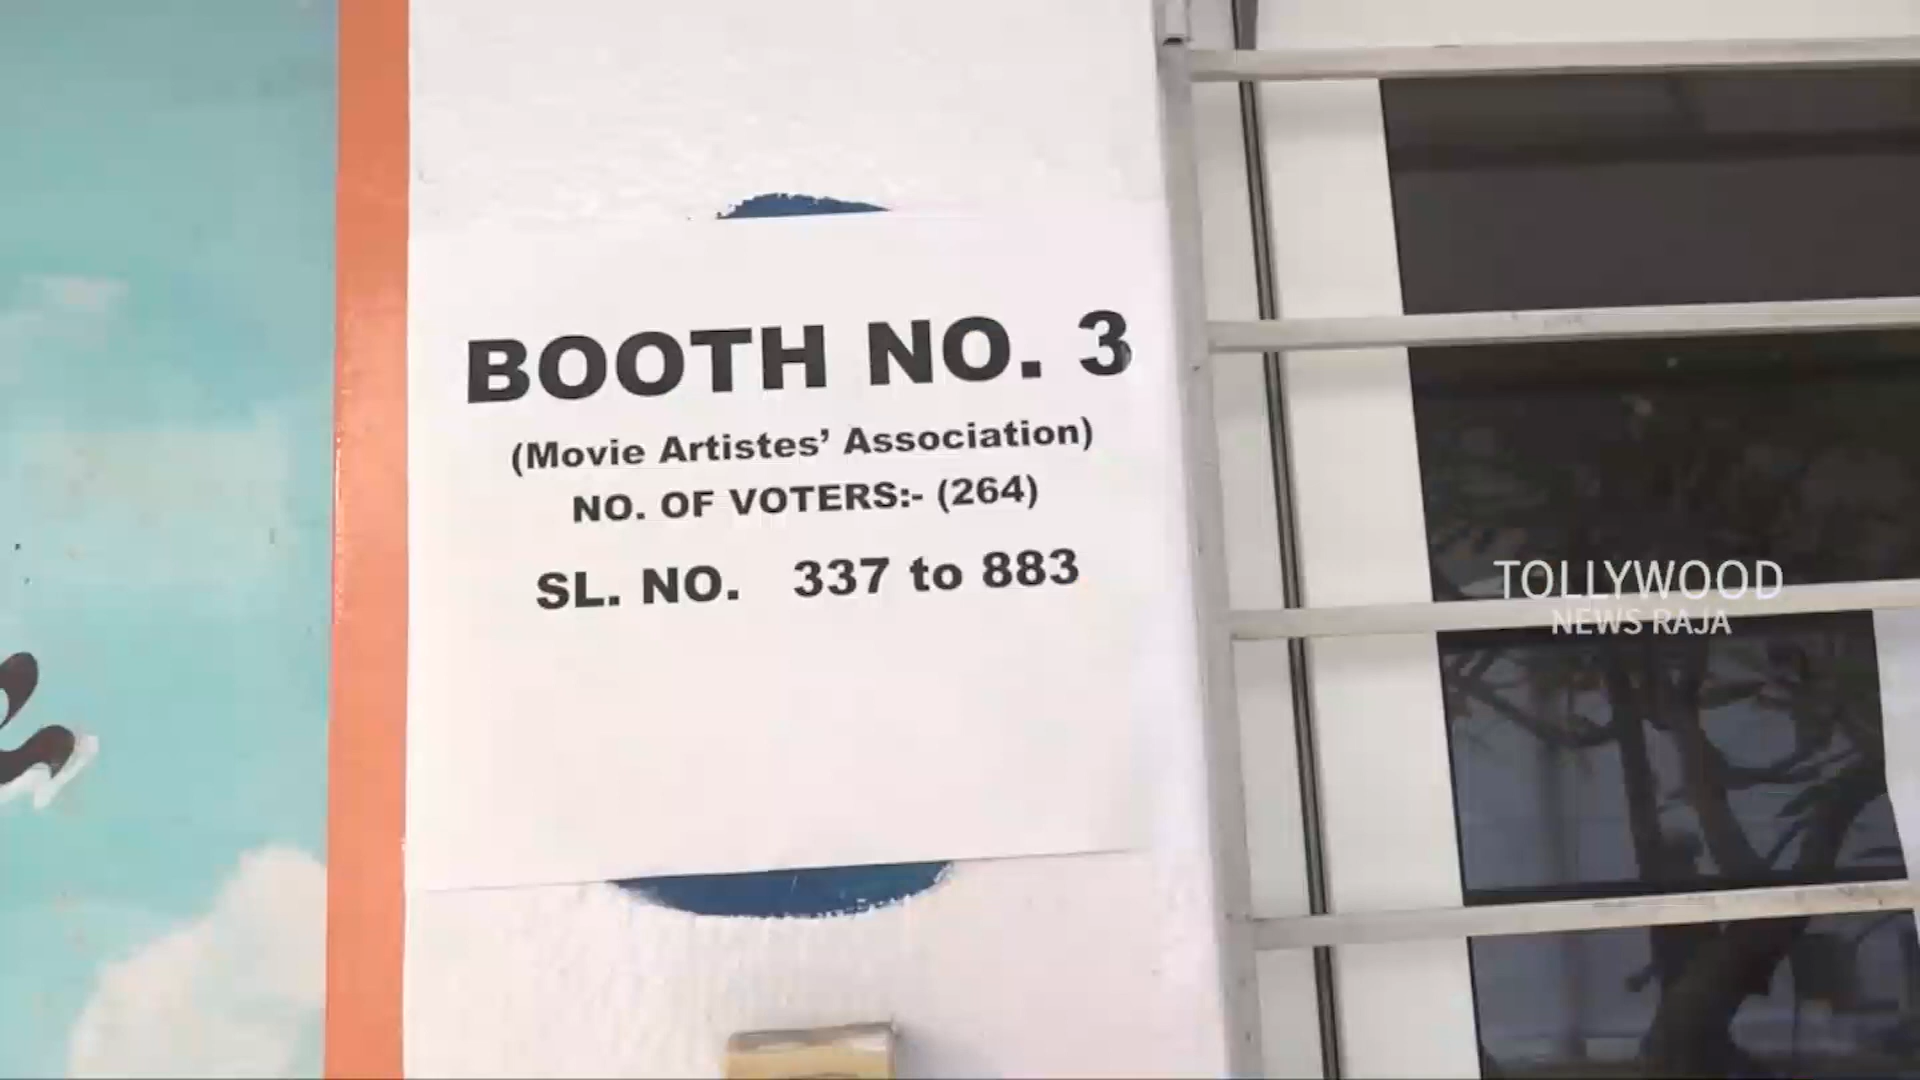 BOOTH NO. 3
(Movie Artistes’ Association)
NO. OF VOTERS:- (264)
SL. NO. 337 to 883
TOLLYWOOD
NEWS RAJA